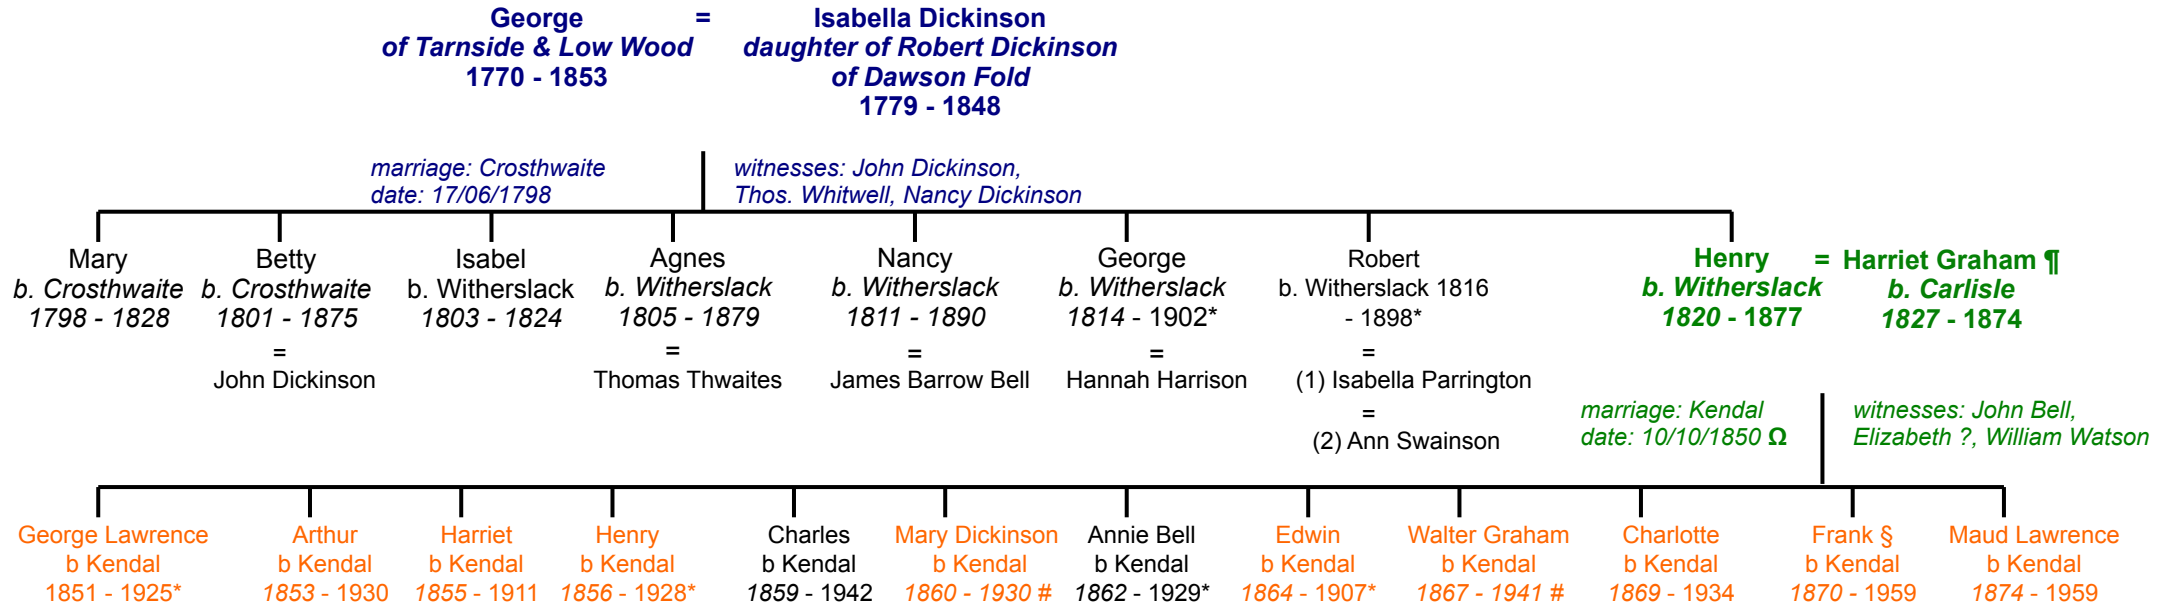 George = Isabella Dickinson
of Tarnside & Low Wood daughter of Robert Dickinson
1770 - 1853 of Dawson Fold
1779 - 1848
marriage: Crosthwaite witnesses: John Dickinson,
date: 17/06/1798 Thos. Whitwell, Nancy Dickinson
Mary
b. Crosthwaite
1798 - 1828
Betty
b. Crosthwaite
1801 - 1875
=
John Dickinson
Isabel
b. Witherslack
1803 - 1824
Agnes
b. Witherslack
1805 - 1879
=
Thomas Thwaites
Nancy
b. Witherslack
1811 - 1890
=
James Barrow Bell
George
b. Witherslack
1814 - 1902*
=
Hannah Harrison
Robert
b. Witherslack 1816
- 1898*
=
(1) Isabella Parrington
=
(2) Ann Swainson
Henry = Harriet Graham ¶
b. Witherslack b. Carlisle
1820 - 1877 1827 - 1874
marriage: Kendal witnesses: John Bell,
date: 10/10/1850 Ω Elizabeth ?, William Watson
George Lawrence
b Kendal
1851 - 1925*
Arthur
b Kendal
1853 - 1930
Harriet
b Kendal
1855 - 1911
Henry
b Kendal
1856 - 1928*
Charles
b Kendal
1859 - 1942
Mary Dickinson
b Kendal
1860 - 1930 #
Annie Bell
b Kendal
1862 - 1929*
Edwin
b Kendal
1864 - 1907*
Walter Graham
b Kendal
1867 - 1941 #
Charlotte
b Kendal
1869 - 1934
Frank §
b Kendal
1870 - 1959
Maud Lawrence
b Kendal
1874 - 1959